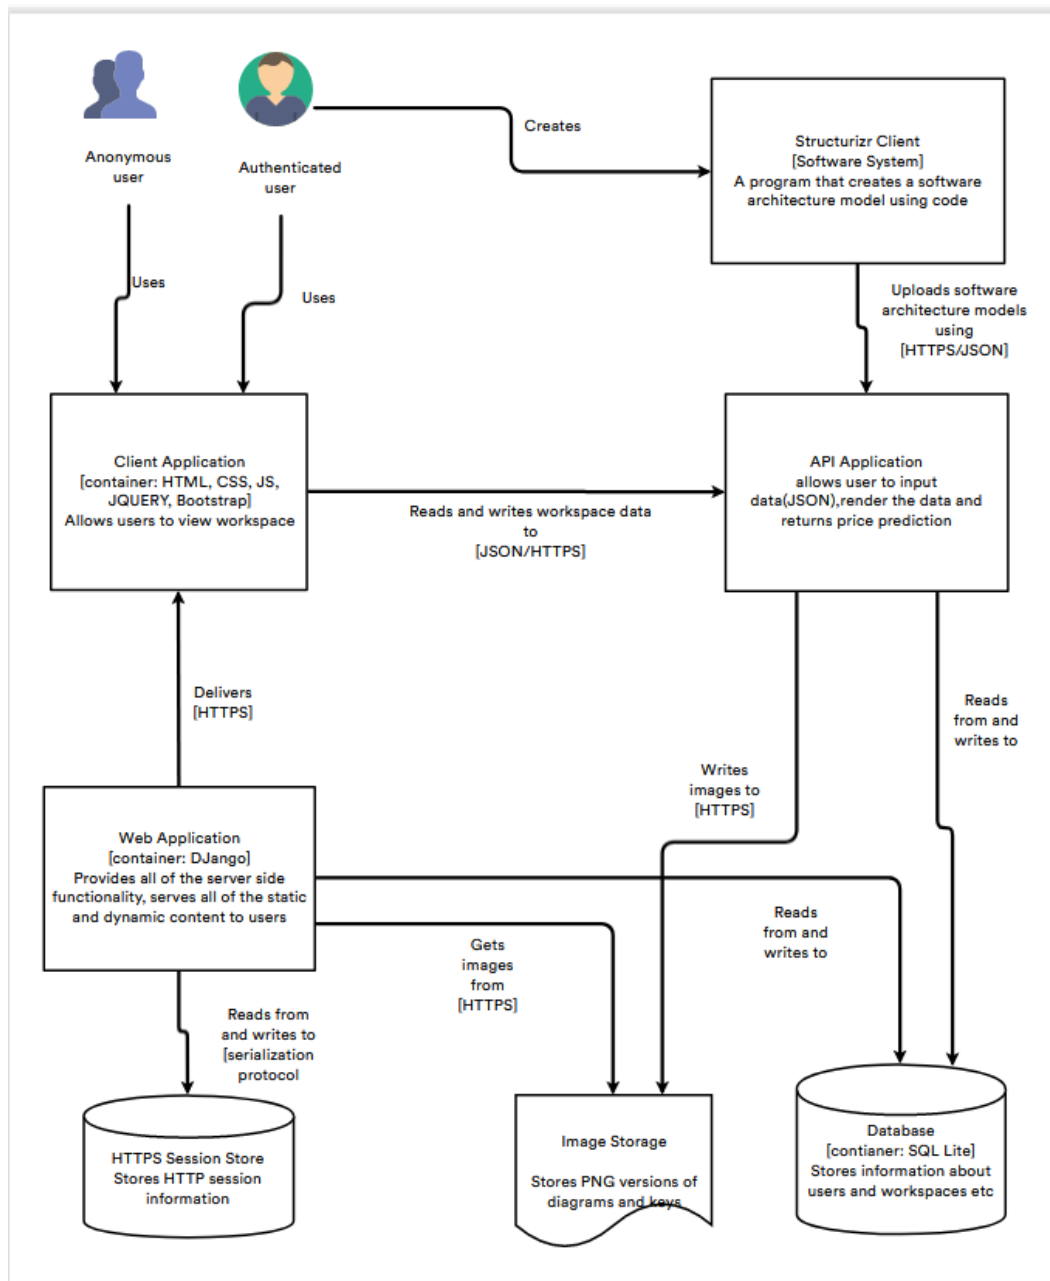 Anonymous
user
Authenticated
user
Creates
Structurizr Client
[Software System]
A program that creates a software
architecture model using code
Uses
Uses
Uploads software
architecture models
using
[HTTPS/JSON]
Client Application
[container: HTML, CSS, JS,
JQUERY, Bootstrap]
Allows users to view workspace
Reads and writes workspace data
to
[JSON/HTTPS]
API Application
allows user to input
data(JSON),render the data and
returns price prediction
Delivers
[HTTPS]
Reads
from and
writes to
Writes
images to
[HTTPS]
Web Application
[container: DJango]
Provides all of the server side
functionality, serves all of the static
and dynamic content to users
Reads
from and
writes to
Gets
images
from
[HTTPS]
Reads from
and writes to
[serialization
protocol
HTTPS Session Store
Stores HTTP session
information
Image Storage
Stores PNG versions of
diagrams and keys
Database
[contianer: SQL Lite]
Stores information about
users and workspaces etc